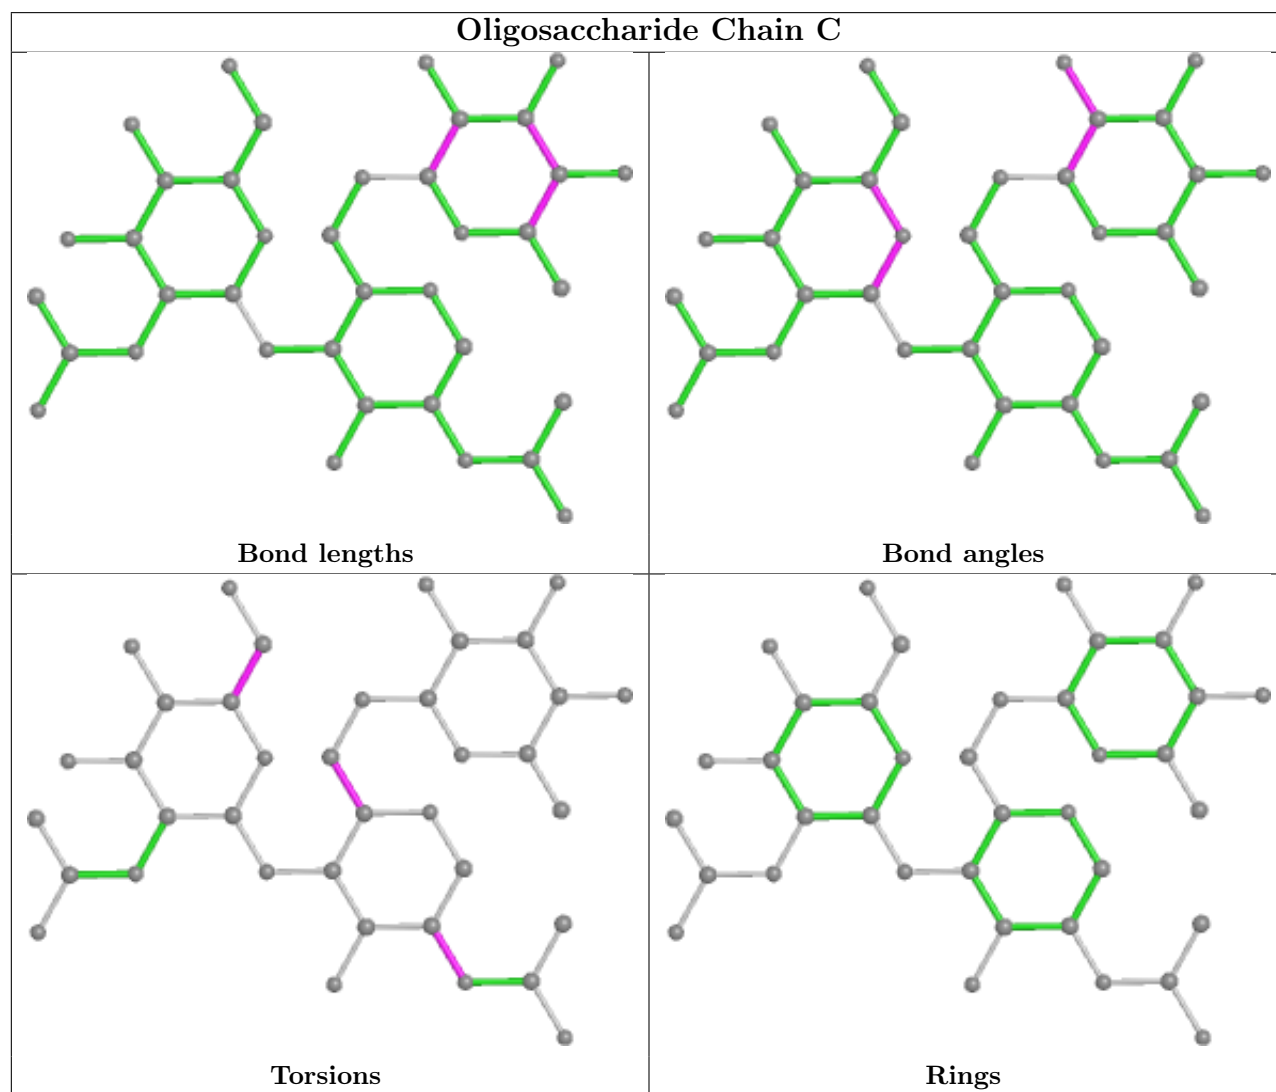 Oligosaccharide Chain C
Bond lengths
Bond angles
Torsions
Rings